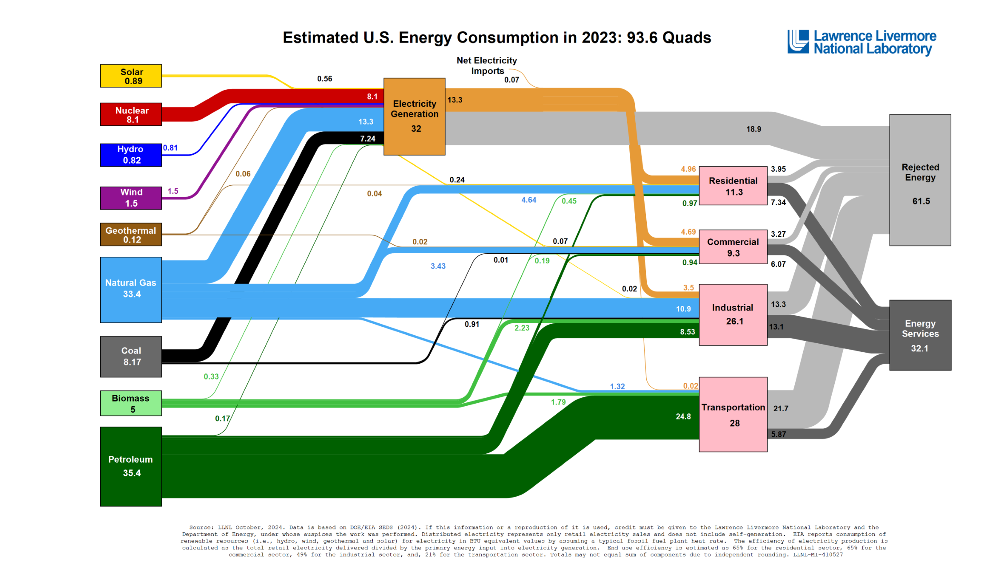 Estimated U.S. Energy Consumption in 2023: 93.6 Quads
Lawrence Livermore
National Laboratory
Net Electricity
Imports
0.07
Solar
0.89
0.56
Nuclear
8.1
8.1
Hydro
0.82
0.81
Wind
1.5
1.5
Geothermal
0.12
0.06
0.04
0.02
Natural Gas
33.4
13.3
4.64
3.43
10.9
1.32
Coal
8.17
7.24
0.01
0.91
Biomass
5
0.33
0.45
0.19
2.23
1.79
Petroleum
35.4
0.17
0.97
0.94
8.53
24.8
Electricity
Generation
32
13.3
18.9
0.24
0.07
0.02
4.96
4.69
3.5
0.02
Residential
11.3
3.95
7.34
Commercial
9.3
3.27
6.07
Industrial
26.1
13.3
13.1
Transportation
28
21.7
5.87
Rejected
Energy
61.5
Energy
Services
32.1
Source: LLNL October, 2024. Data is based on DOE/EIA SEDS (2024). If this information or a reproduction of it is used, credit must be given to the Lawrence Livermore National Laboratory and the
Department of Energy, under whose auspices the work was performed. Distributed electricity represents only retail electricity sales and does not include self-generation. EIA reports consumption of
renewable resources (i.e., hydro, wind, geothermal and solar) for electricity in BTU-equivalent values by assuming a typical fossil fuel plant heat rate. The efficiency of electricity production is
calculated as the total retail electricity delivered divided by the primary energy input into electricity generation. End use efficiency is estimated as 65% for the residential sector, 65% for the
commercial sector, 49% for the industrial sector, and, 21% for the transportation sector. Totals may not equal sum of components due to independent rounding. LLNL-MI-410527